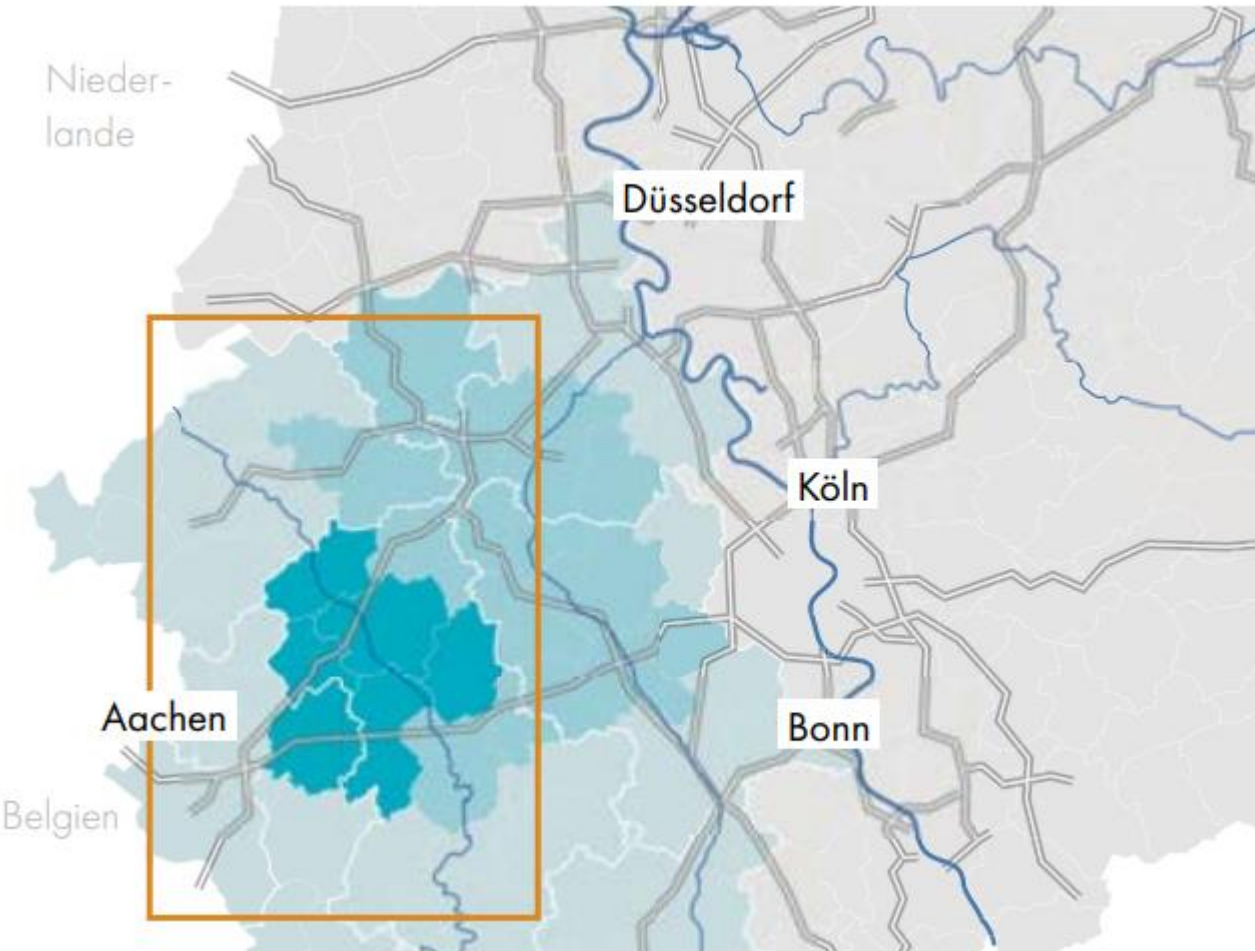 Nieder-
lande
Düsseldorf
Köln
Aachen
Bonn
Belgien